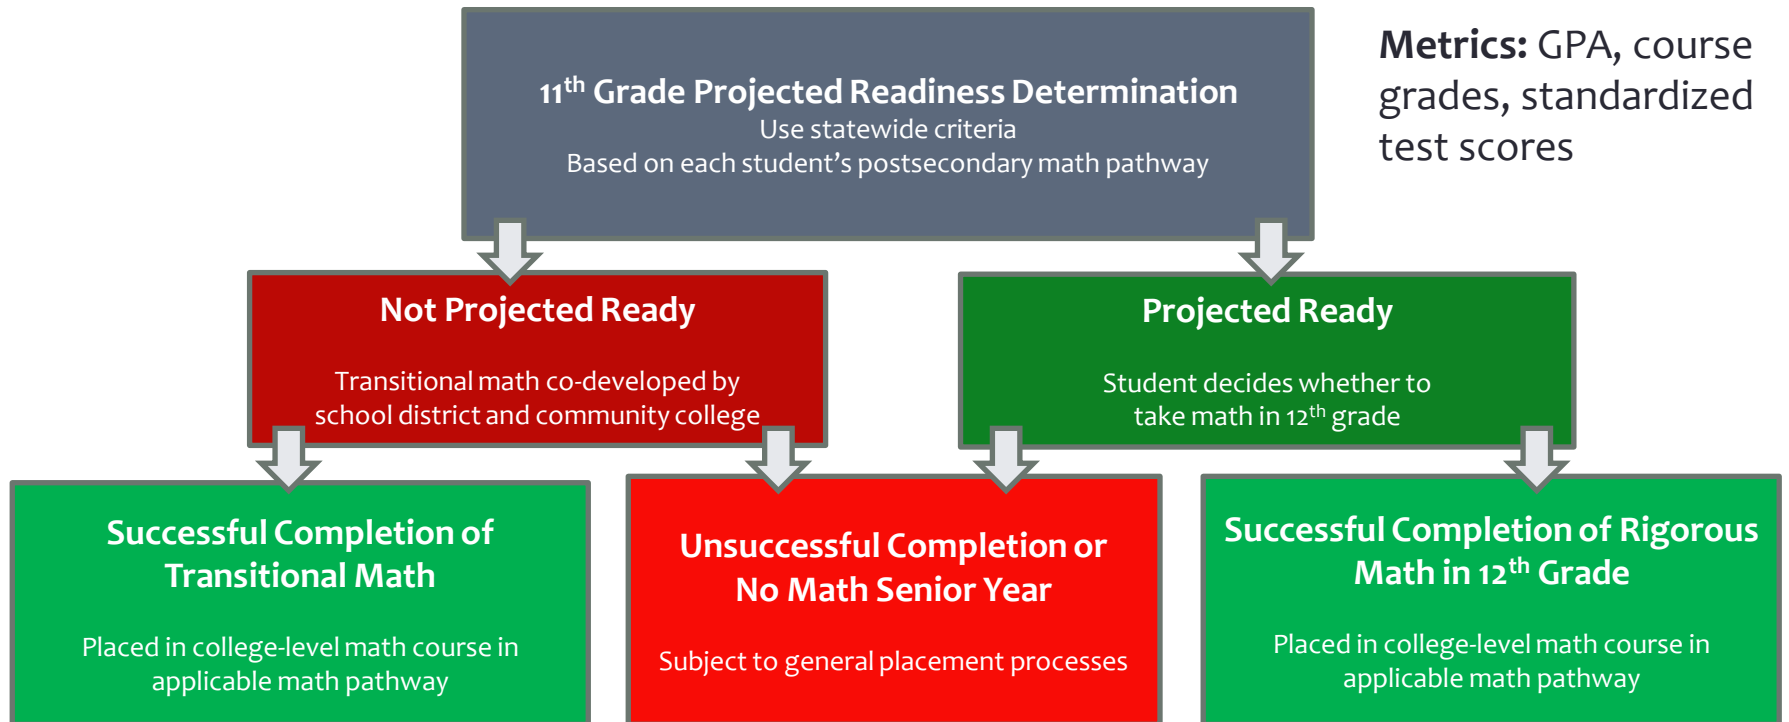 11th Grade Projected Readiness Determination
Use statewide criteria
Based on each student's postsecondary math pathway
Metrics: GPA, course
grades, standardized
test scores
Not Projected Ready
Transitional math co-developed by
school district and community college
Projected Ready
Student decides whether to
take math in 12th grade
Successful Completion of
Transitional Math
Placed in college-level math course in
applicable math pathway
Unsuccessful Completion or
No Math Senior Year
Subject to general placement processes
Successful Completion of Rigorous
Math in 12th Grade
Placed in college-level math course in
applicable math pathway